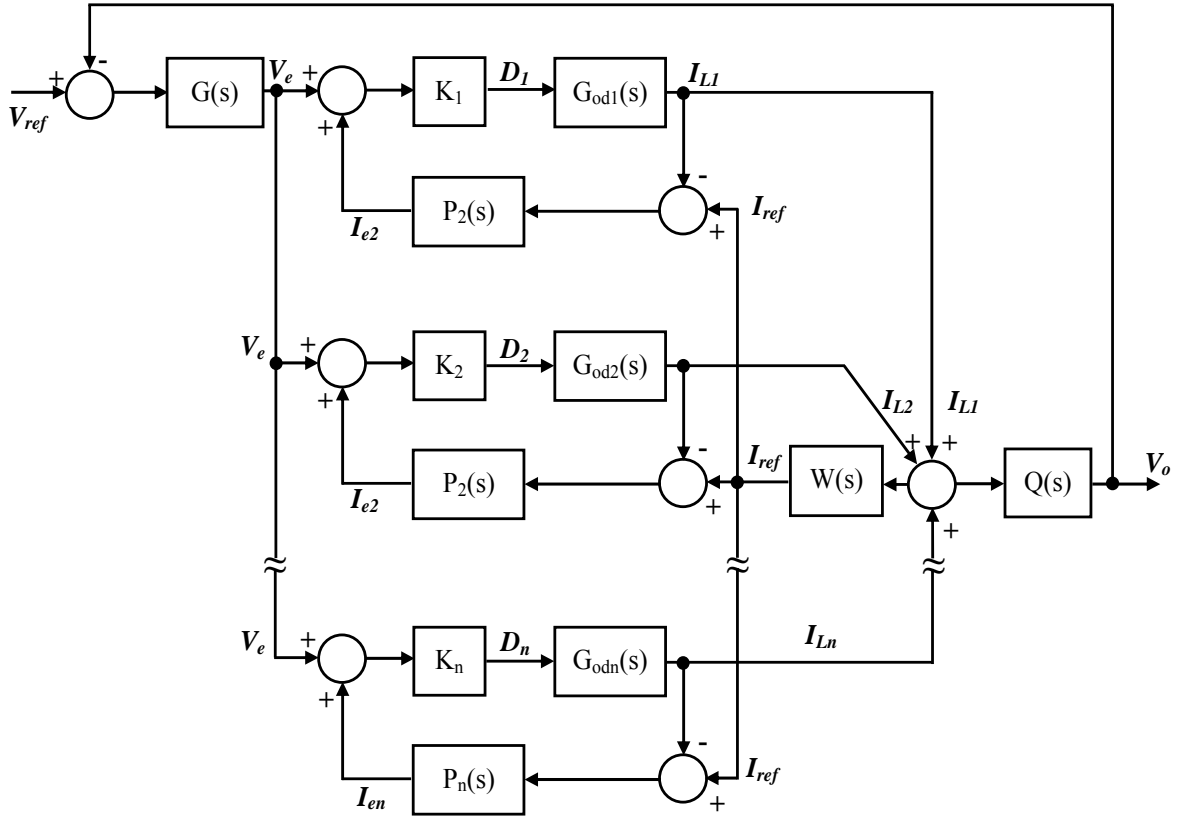 -
+
V_ref
G(s)
V_e
+
+
K_1
D_1
G_od1(s)
I_L1
P_2(s)
I_e2
-
+
I_ref
V_e
+
+
K_2
D_2
G_od2(s)
I_L2
I_L1
+
+
+
P_2(s)
I_e2
-
+
I_ref
W(s)
Q(s)
V_o
≈
≈
≈
V_e
+
+
K_n
D_n
G_odn(s)
I_Ln
P_n(s)
I_en
-
+
I_ref